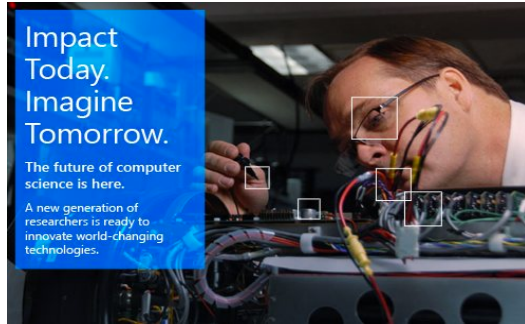 Impact
Today.
Imagine
Tomorrow.
The future of computer
science is here.
A new generation of
researchers is ready to
innovate world-changing
technologies.